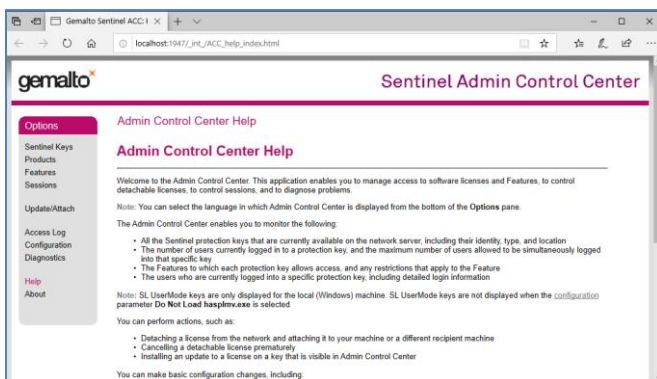 Gemalto Sentinel ACC: H
localhost:1947/_int_/ACC_help_index.html
gemalto
Sentinel Admin Control Center
Options
Sentinel Keys
Products
Features
Sessions
Update/Attach
Access Log
Configuration
Diagnostics
Help
About
Admin Control Center Help
Admin Control Center Help
Welcome to the Admin Control Center. This application enables you to manage access to software licenses and Features, to control
detachable licenses, to control sessions, and to diagnose problems.
Note: You can select the language in which Admin Control Center is displayed from the bottom of the Options pane.
The Admin Control Center enables you to monitor the following:
• All the Sentinel protection keys that are currently available on the network server, including their identity, type, and location
• The number of users currently logged in to a protection key, and the maximum number of users allowed to be simultaneously logged
into that specific key
• The Features to which each protection key allows access, and any restrictions that apply to the Feature
• The users who are currently logged into a specific protection key, including detailed login information
Note: SL UserMode keys are only displayed for the local (Windows) machine. SL UserMode keys are not displayed when the configuration
parameter Do Not Load hasplmv.exe is selected.
You can perform actions, such as:
• Detaching a license from the network and attaching it to your machine or a different recipient machine
• Cancelling a detachable license prematurely
• Installing an update to a license on a key that is visible in Admin Control Center
You can make basic configuration changes, including: